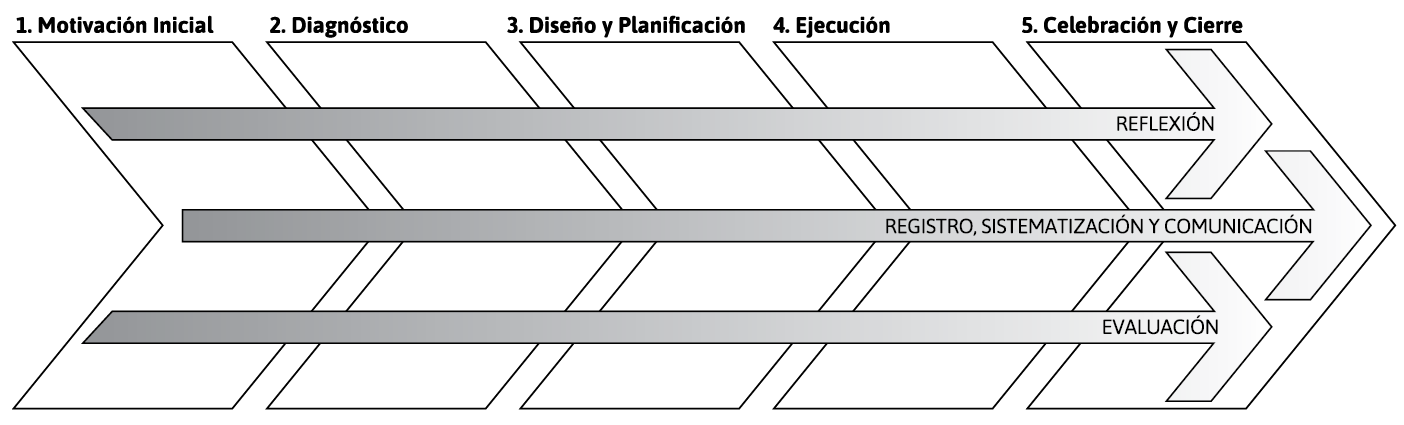 1. Motivación Inicial
2. Diagnóstico
3. Diseño y Planificación
4. Ejecución
5. Celebración y Cierre
REFLEXIÓN
REGISTRO, SISTEMATIZACIÓN Y COMUNICACIÓN
EVALUACIÓN